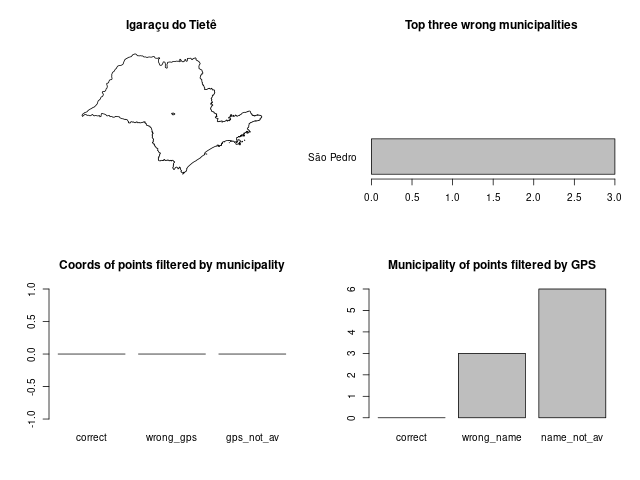 Igaraçu do Tietê
Top three wrong municipalities
São Pedro
0.0 0.5 1.0 1.5 2.0 2.5 3.0
Coords of points filtered by municipality
1.0
0.5
0.0
-0.5
-1.0
correct wrong_gps gps_not_av
Municipality of points filtered by GPS
6
5
4
3
2
1
0
correct wrong_name name_not_av